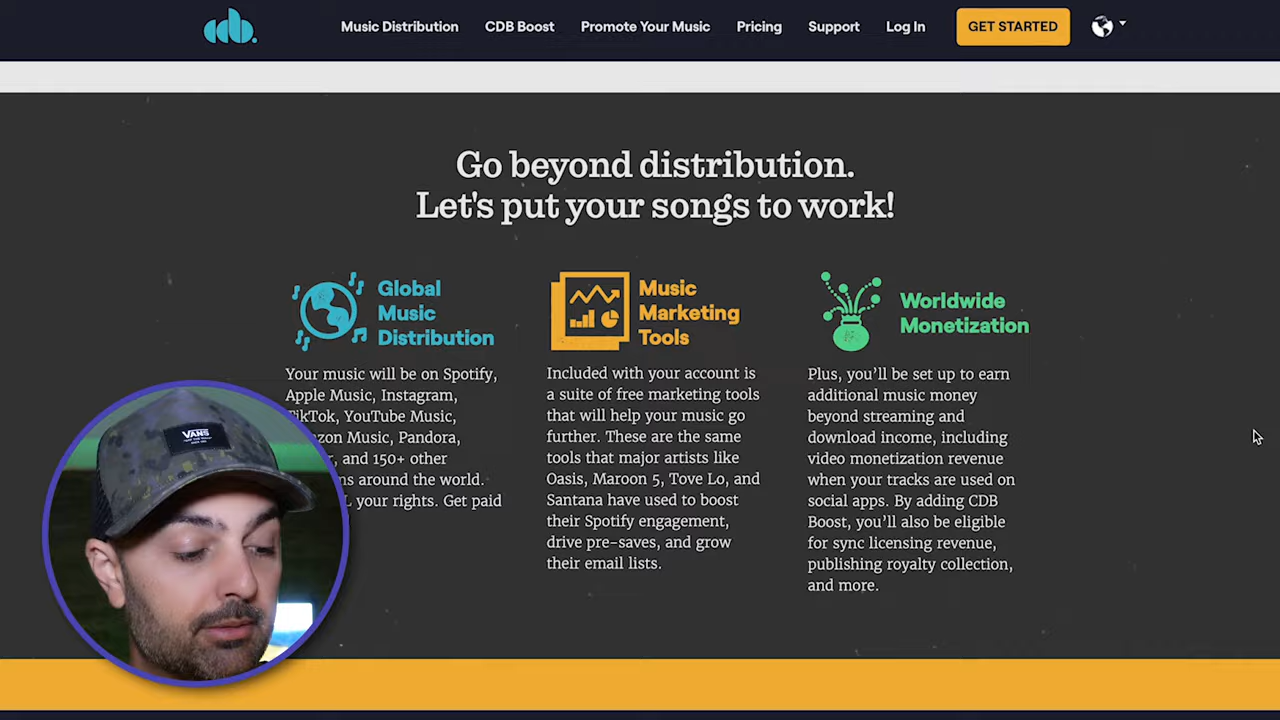 cdb.
Music Distribution
CDB Boost
Promote Your Music
Pricing
Support
Log In
GET STARTED
Go beyond distribution.
Let's put your songs to work!
Global
Music
Distribution
Your music will be on Spotify,
Apple Music, Instagram,
TikTok, YouTube Music,
Music, Pandora,
and 150+ other
around the world.
your rights. Get paid
Music
Marketing
Tools
Included with your account is
a suite of free marketing tools
that will help your music go
further. These are the same
tools that major artists like
Oasis, Maroon 5, Tove Lo, and
Santana have used to boost
their Spotify engagement,
drive pre-saves, and grow
their email lists.
Worldwide
Monetization
Plus, you’ll be set up to earn
additional music money
beyond streaming and
download income, including
video monetization revenue
when your tracks are used on
social apps. By adding CDB
Boost, you’ll also be eligible
for sync licensing revenue,
publishing royalty collection,
and more.
VANS